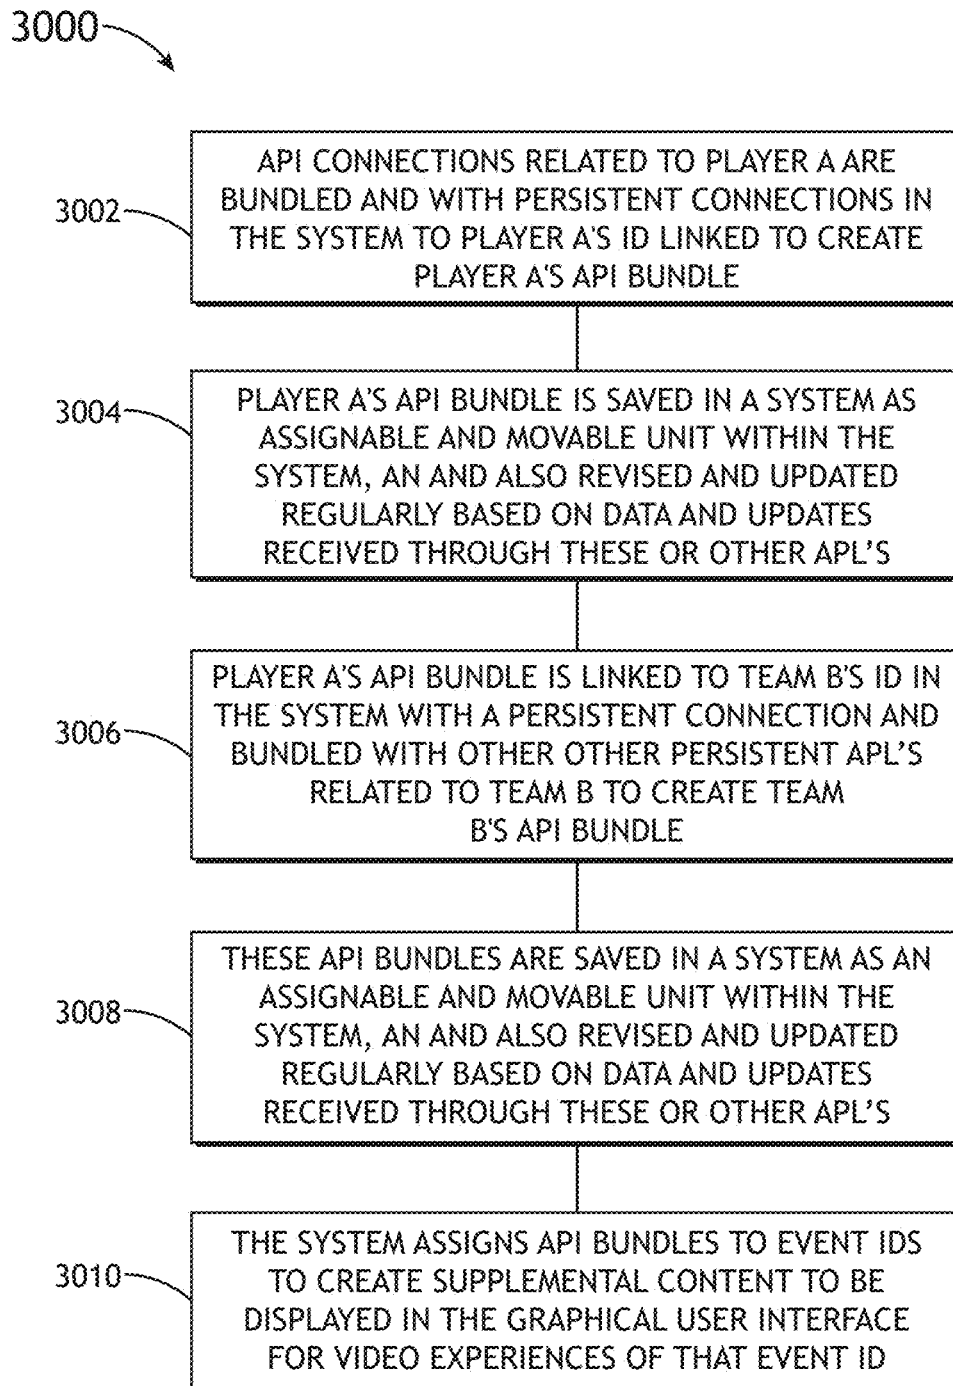 3000
3002
API CONNECTIONS RELATED TO PLAYER A ARE
BUNDLED AND WITH PERSISTENT CONNECTIONS IN
THE SYSTEM TO PLAYER A'S ID LINKED TO CREATE
PLAYER A'S API BUNDLE
3004
PLAYER A'S API BUNDLE IS SAVED IN A SYSTEM AS
ASSIGNABLE AND MOVABLE UNIT WITHIN THE
SYSTEM, AN AND ALSO REVISED AND UPDATED
REGULARLY BASED ON DATA AND UPDATES
RECEIVED THROUGH THESE OR OTHER APL'S
3006
PLAYER A'S API BUNDLE IS LINKED TO TEAM B'S ID IN
THE SYSTEM WITH A PERSISTENT CONNECTION AND
BUNDLED WITH OTHER OTHER PERSISTENT APL'S
RELATED TO TEAM B TO CREATE TEAM
B'S API BUNDLE
3008
THESE API BUNDLES ARE SAVED IN A SYSTEM AS AN
ASSIGNABLE AND MOVABLE UNIT WITHIN THE
SYSTEM, AN AND ALSO REVISED AND UPDATED
REGULARLY BASED ON DATA AND UPDATES
RECEIVED THROUGH THESE OR OTHER APL'S
3010
THE SYSTEM ASSIGNS API BUNDLES TO EVENT IDS
TO CREATE SUPPLEMENTAL CONTENT TO BE
DISPLAYED IN THE GRAPHICAL USER INTERFACE
FOR VIDEO EXPERIENCES OF THAT EVENT ID